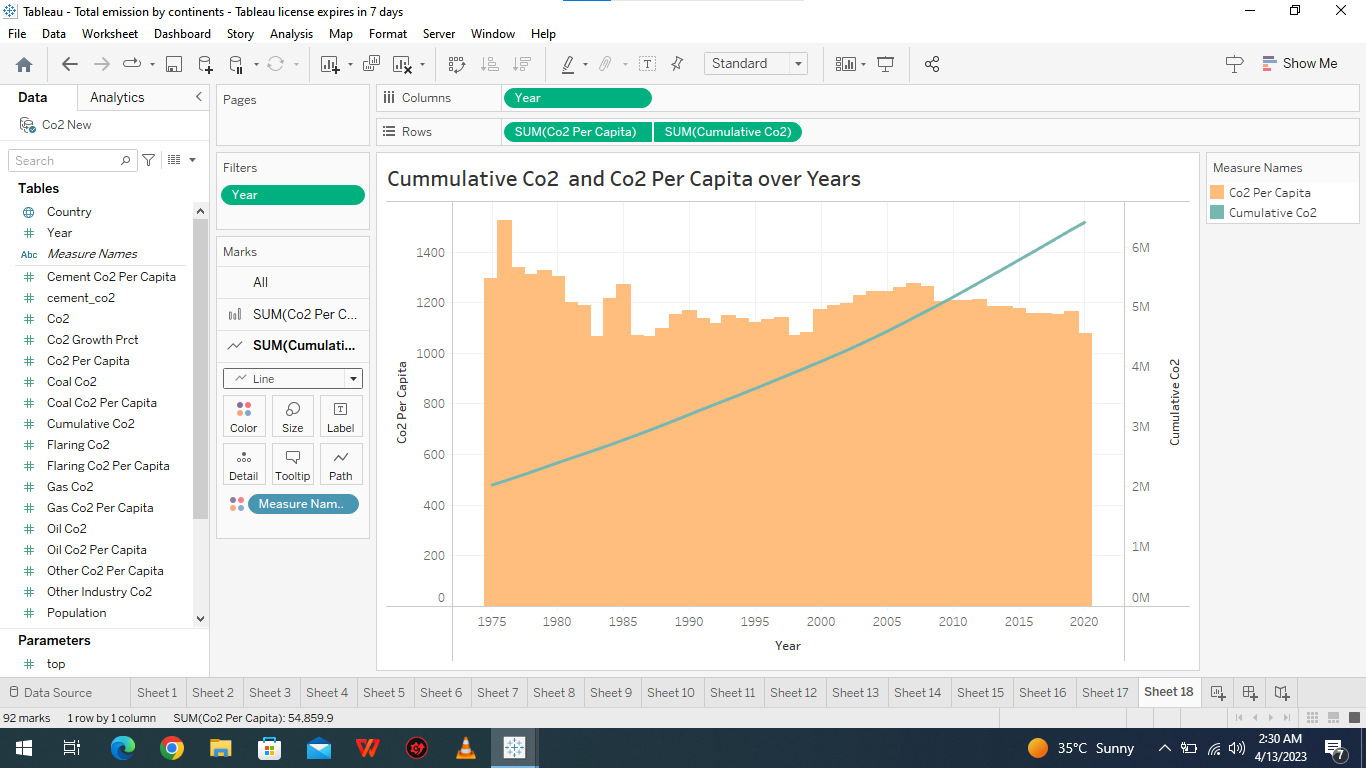 Tableau - Total emission by continents - Tableau license expires in 7 days
File Data Worksheet Dashboard Story Analysis Map Format Server Window Help
Standard
Show Me
Data Analytics
Co2 New
Search
Tables
Country
Year
Abc Measure Names
Cement Co2 Per Capita
cement_co2
Co2
Co2 Growth Prct
Co2 Per Capita
Coal Co2
Coal Co2 Per Capita
Cumulative Co2
Flaring Co2
Flaring Co2 Per Capita
Gas Co2
Gas Co2 Per Capita
Oil Co2
Oil Co2 Per Capita
Other Co2 Per Capita
Other Industry Co2
Population
Parameters
top
Pages
Filters
Year
Marks
All
SUM(Co2 Per C...
SUM(Cumulati...
Line
Color Size Label
Detail Tooltip Path
Measure Nam..
Columns Year
Rows SUM(Co2 Per Capita) SUM(Cumulative Co2)
Cummulative Co2 and Co2 Per Capita over Years
Co2 Per Capita
1400
1200
1000
800
600
400
200
0
Cumulative Co2
6M
5M
4M
3M
2M
1M
0M
1975 1980 1985 1990 1995 2000 2005 2010 2015 2020
Year
Measure Names
Co2 Per Capita
Cumulative Co2
Data Source Sheet 1 Sheet 2 Sheet 3 Sheet 4 Sheet 5 Sheet 6 Sheet 7 Sheet 8 Sheet 9 Sheet 10 Sheet 11 Sheet 12 Sheet 13 Sheet 14 Sheet 15 Sheet 16 Sheet 17 Sheet 18
92 marks 1 row by 1 column SUM(Co2 Per Capita): 54,859.9
35°C Sunny
2:30 AM
4/13/2023
7